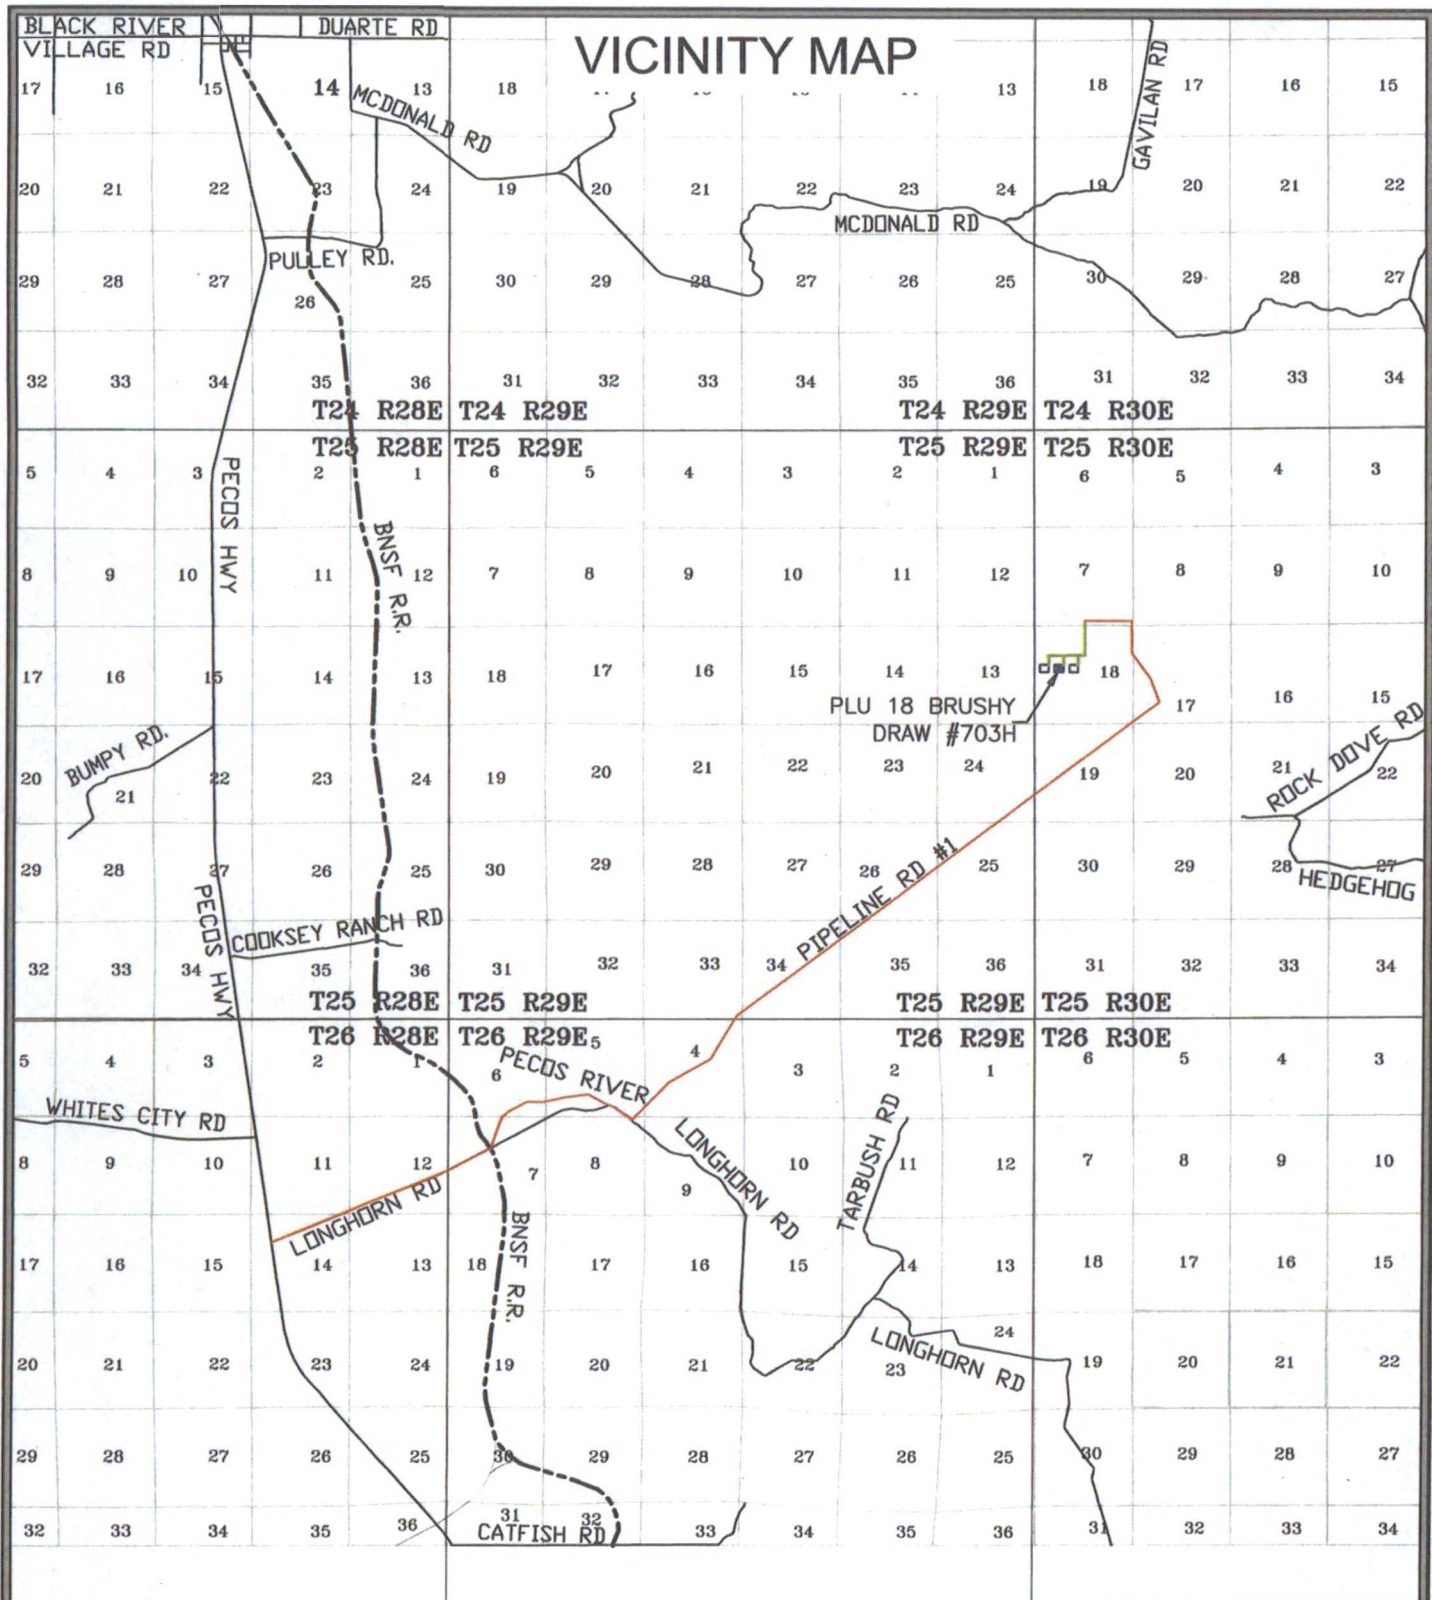 BLACK RIVER
VILLAGE RD
DUARTE RD
VICINITY MAP
GAVILAN RD
17 16 15 14 13 18 13 18 17 16 15
MCDONALD RD
20 21 22 23 24 19 20 21 22 23 24 19 20 21 22
MCDONALD RD
PULLEY RD.
29 28 27 26 25 30 29 28 27 26 25 30 29 28 27
32 33 34 35 36 31 32 33 34 35 36 31 32 33 34
T24 R28E T24 R29E T24 R29E T24 R30E
T25 R28E T25 R29E T25 R29E T25 R30E
5 4 3 2 1 6 5 4 3 2 1 6 5 4 3
PECOS HWY
BNSF R.R.
8 9 10 11 12 7 8 9 10 11 12 7 8 9 10
17 16 15 14 13 18 17 16 15 14 13 18 17 16 15
PLU 18 BRUSHY
DRAW #703H
BUMPY RD.
ROCK DOVE RD
20 21 22 23 24 19 20 21 22 23 24 19 20 21 22
29 28 27 26 25 30 29 28 27 26 25 30 29 28 27
HEDGEHOG
PIPELINE RD #1
PECOS HWY
COOKSEY RANCH RD
32 33 34 35 36 31 32 33 34 35 36 31 32 33 34
T25 R28E T25 R29E T25 R29E T25 R30E
T26 R28E T26 R29E T26 R29E T26 R30E
5 4 3 2 1 6 5 4 3 2 1 6 5 4 3
PECOS RIVER
WHITES CITY RD
LONGHORN RD
TARBUSH RD
8 9 10 11 12 7 8 9 10 11 12 7 8 9 10
LONGHORN RD
BNSF R.R.
17 16 15 14 13 18 17 16 15 14 13 18 17 16 15
LONGHORN RD
20 21 22 23 24 19 20 21 22 23 24 19 20 21 22
29 28 27 26 25 30 29 28 27 26 25 30 29 28 27
32 33 34 35 36 31 32 33 34 35 36 31 32 33 34
CATFISH RD